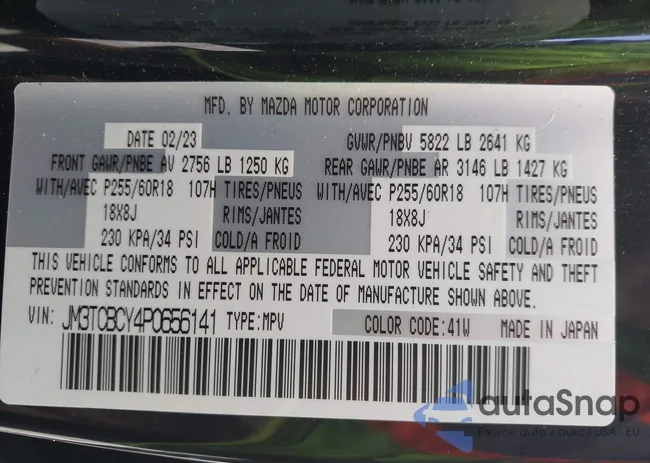 MFD. BY MAZDA MOTOR CORPORATION
DATE 02/23 GVWR/PNBV 5822 LB 2641 KG
FRONT GAWR/PNBE AV 2756 LB 1250 KG REAR GAWR/PNBE AR 3146 LB 1427 KG
WITH/AVEC P255/60R18 107H TIRES/PNEUS WITH/AVEC P255/60R18 107H TIRES/PNEUS
18X8J RIMS/JANTES 18X8J RIMS/JANTES
230 KPA/34 PSI COLD/A FROID 230 KPA/34 PSI COLD/A FROID
THIS VEHICLE CONFORMS TO ALL APPLICABLE FEDERAL MOTOR VEHICLE SAFETY AND THEFT
PREVENTION STANDARDS IN EFFECT ON THE DATE OF MANUFACTURE SHOWN ABOVE.
VIN: JM3TCBCY4P0656141 TYPE:MPV COLOR CODE:41W MADE IN JAPAN
autoSnap
Pewne auta z aukcji USA - EU